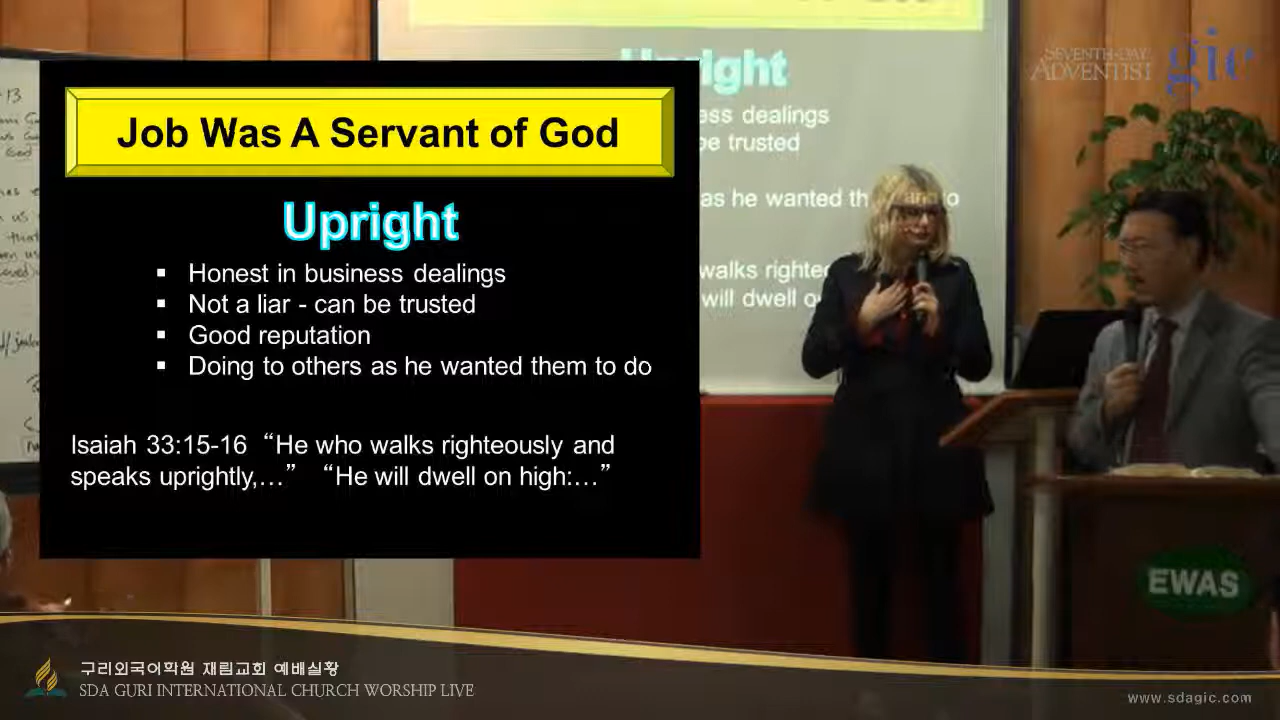 Job Was A Servant of God
Upright
▪ Honest in business dealings
▪ Not a liar - can be trusted
▪ Good reputation
▪ Doing to others as he wanted them to do
Isaiah 33:15-16 “He who walks righteously and
speaks uprightly,…” “He will dwell on high:…”
SEVENTH-DAY
ADVENTIST
gic
dealings
be trusted
as he wanted
walks
will dwell
EWAS
구리외국어학원 재림교회 예배실황
SDA GURI INTERNATIONAL CHURCH WORSHIP LIVE
www.sdagic.com